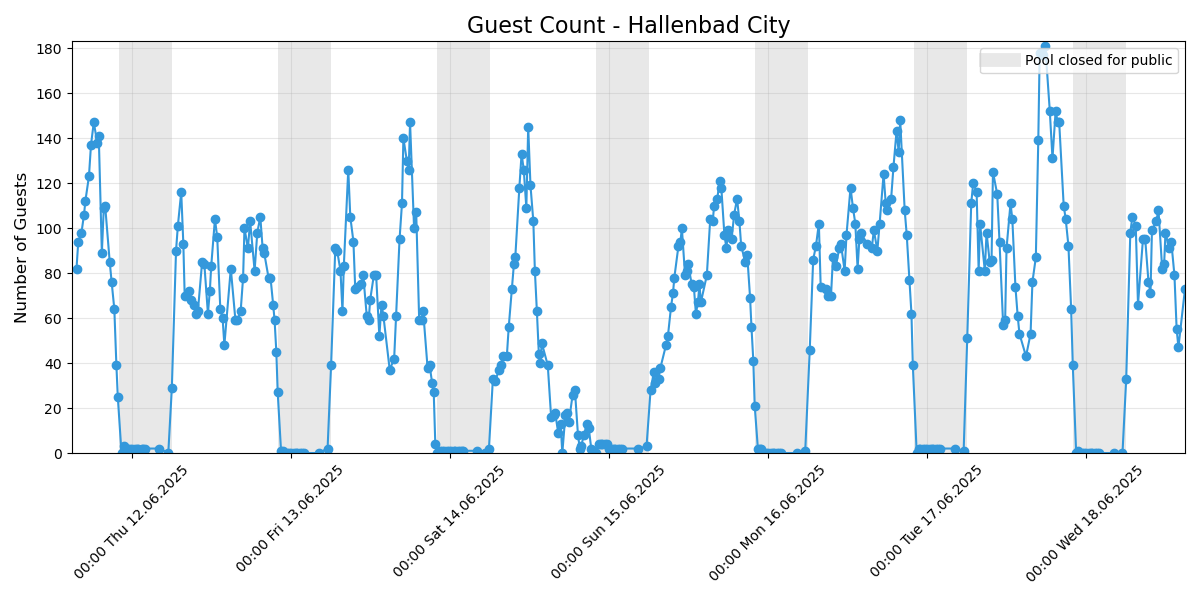 Guest Count - Hallenbad City
Number of Guests
180
160
140
120
100
80
60
40
20
0
Pool closed for public
00:00 Thu 12.06.2025
00:00 Fri 13.06.2025
00:00 Sat 14.06.2025
00:00 Sun 15.06.2025
00:00 Mon 16.06.2025
00:00 Tue 17.06.2025
00:00 Wed 18.06.2025